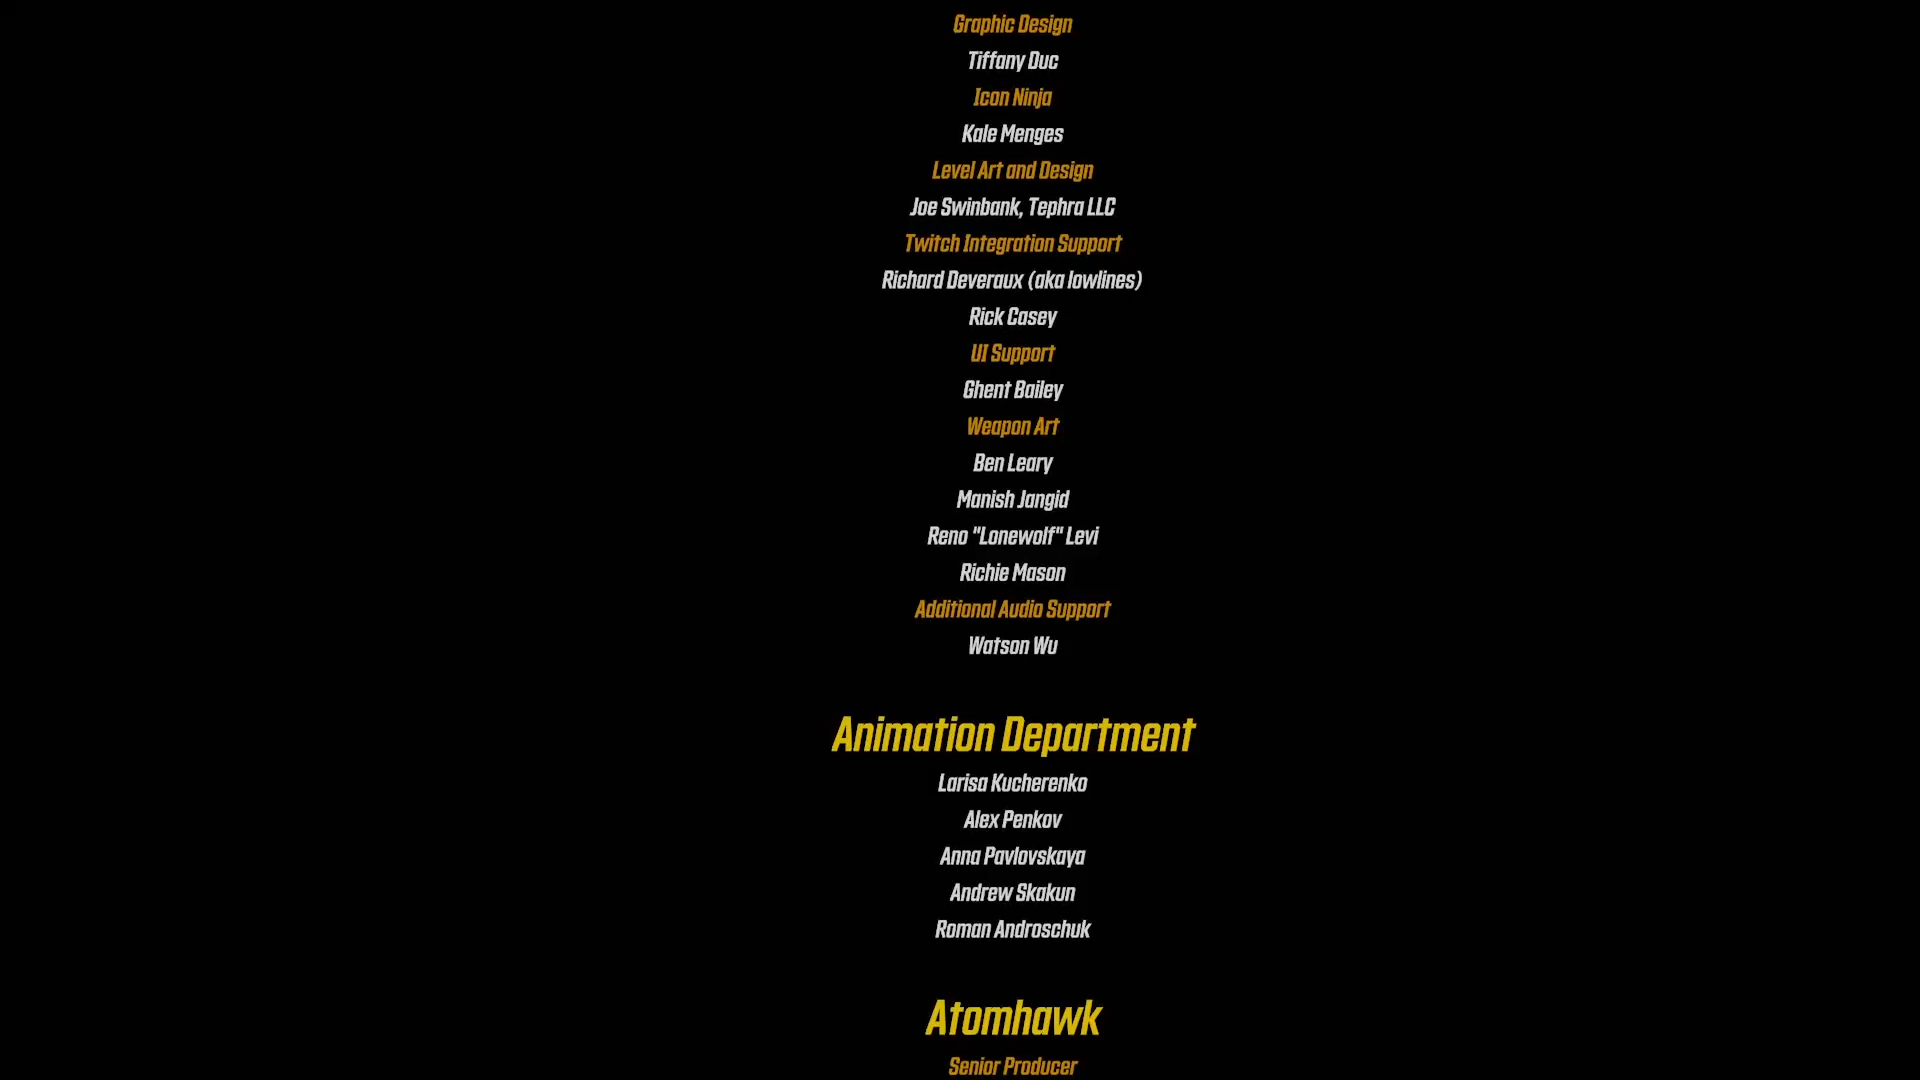 Graphic Design
Tiffany Duc
Icon Ninja
Kale Menges
Level Art and Design
Joe Swinbank, Tephra LLC
Twitch Integration Support
Richard Deveraux (aka lowlines)
Rick Casey
UI Support
Ghent Bailey
Weapon Art
Ben Leary
Manish Jangid
Reno "Lonewolf" Levi
Richie Mason
Additional Audio Support
Watson Wu
Animation Department
Larisa Kucherenko
Alex Penkov
Anna Pavlovskaya
Andrew Skakun
Roman Androschuk
Atomhawk
Senior Producer